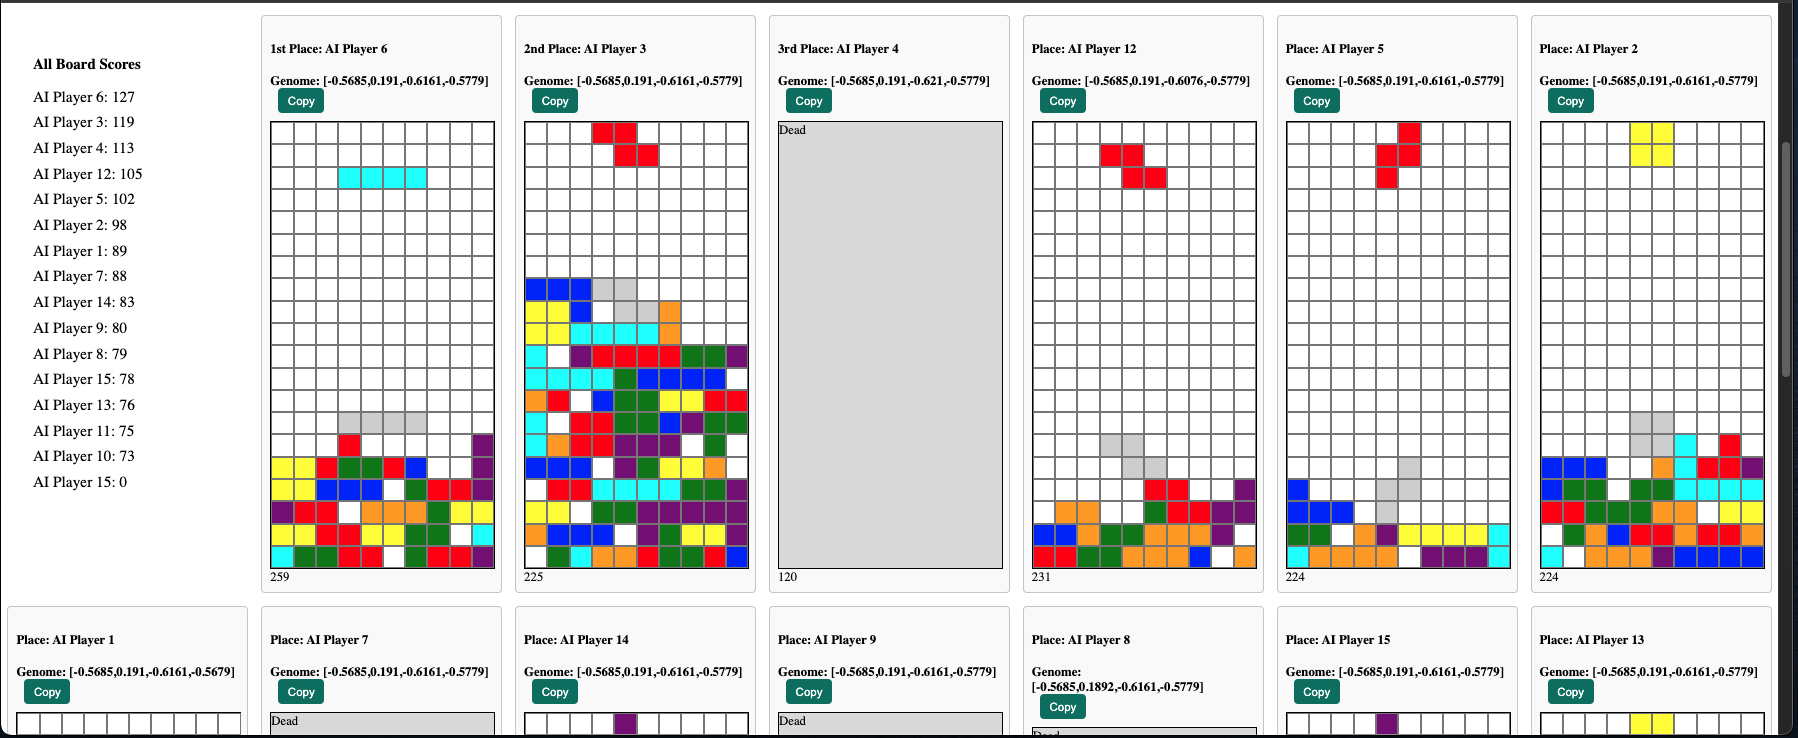 All Board Scores
AI Player 6: 127
AI Player 3: 119
AI Player 4: 113
AI Player 12: 105
AI Player 5: 102
AI Player 2: 98
AI Player 1: 89
AI Player 7: 88
AI Player 14: 83
AI Player 9: 80
AI Player 8: 79
AI Player 15: 78
AI Player 13: 76
AI Player 11: 75
AI Player 10: 73
AI Player 15: 0
1st Place: AI Player 6
Genome: [-0.5685,0.191,-0.6161,-0.5779]
Copy
259
2nd Place: AI Player 3
Genome: [-0.5685,0.191,-0.6161,-0.5779]
Copy
225
3rd Place: AI Player 4
Genome: [-0.5685,0.191,-0.621,-0.5779]
Copy
Dead
120
Place: AI Player 12
Genome: [-0.5685,0.191,-0.6076,-0.5779]
Copy
231
Place: AI Player 5
Genome: [-0.5685,0.191,-0.6161,-0.5779]
Copy
224
Place: AI Player 2
Genome: [-0.5685,0.191,-0.6161,-0.5779]
Copy
224
Place: AI Player 1
Genome: [-0.5685,0.191,-0.6161,-0.5679]
Copy
Place: AI Player 7
Genome: [-0.5685,0.191,-0.6161,-0.5779]
Copy
Dead
Place: AI Player 14
Genome: [-0.5685,0.191,-0.6161,-0.5779]
Copy
Place: AI Player 9
Genome: [-0.5685,0.191,-0.6161,-0.5779]
Copy
Dead
Place: AI Player 8
Genome:
[-0.5685,0.1892,-0.6161,-0.5779]
Copy
Dead
Place: AI Player 15
Genome: [-0.5685,0.191,-0.6161,-0.5779]
Copy
Place: AI Player 13
Genome: [-0.5685,0.191,-0.6161,-0.5779]
Copy